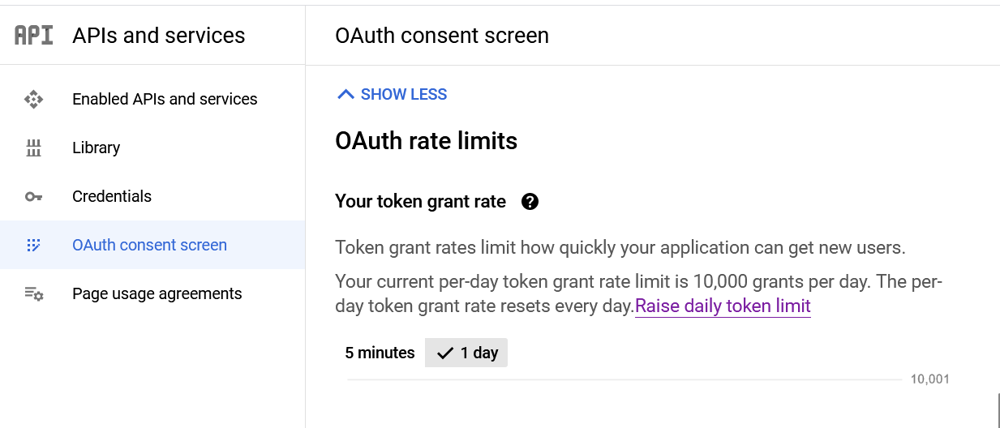 API APIs and services
OAuth consent screen
Enabled APIs and services
Library
Credentials
OAuth consent screen
Page usage agreements
SHOW LESS
OAuth rate limits
Your token grant rate ?
Token grant rates limit how quickly your application can get new users.
Your current per-day token grant rate limit is 10,000 grants per day. The per-
day token grant rate resets every day.Raise daily token limit
5 minutes 1 day
10,001